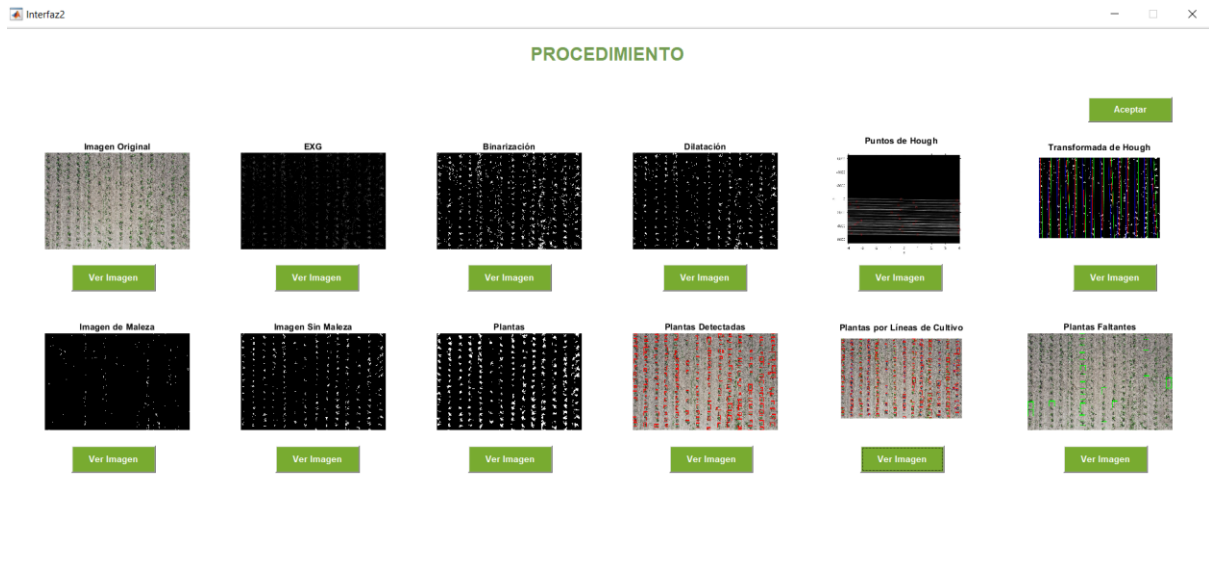 Interfaz2
PROCEDIMIENTO
Aceptar
Imagen Original
EXG
Binarización
Dilatación
Puntos de Hough
Transformada de Hough
Ver Imagen
Ver Imagen
Ver Imagen
Ver Imagen
Ver Imagen
Ver Imagen
Imagen de Maleza
Imagen Sin Maleza
Plantas
Plantas Detectadas
Plantas por Líneas de Cultivo
Plantas Faltantes
Ver Imagen
Ver Imagen
Ver Imagen
Ver Imagen
Ver Imagen
Ver Imagen